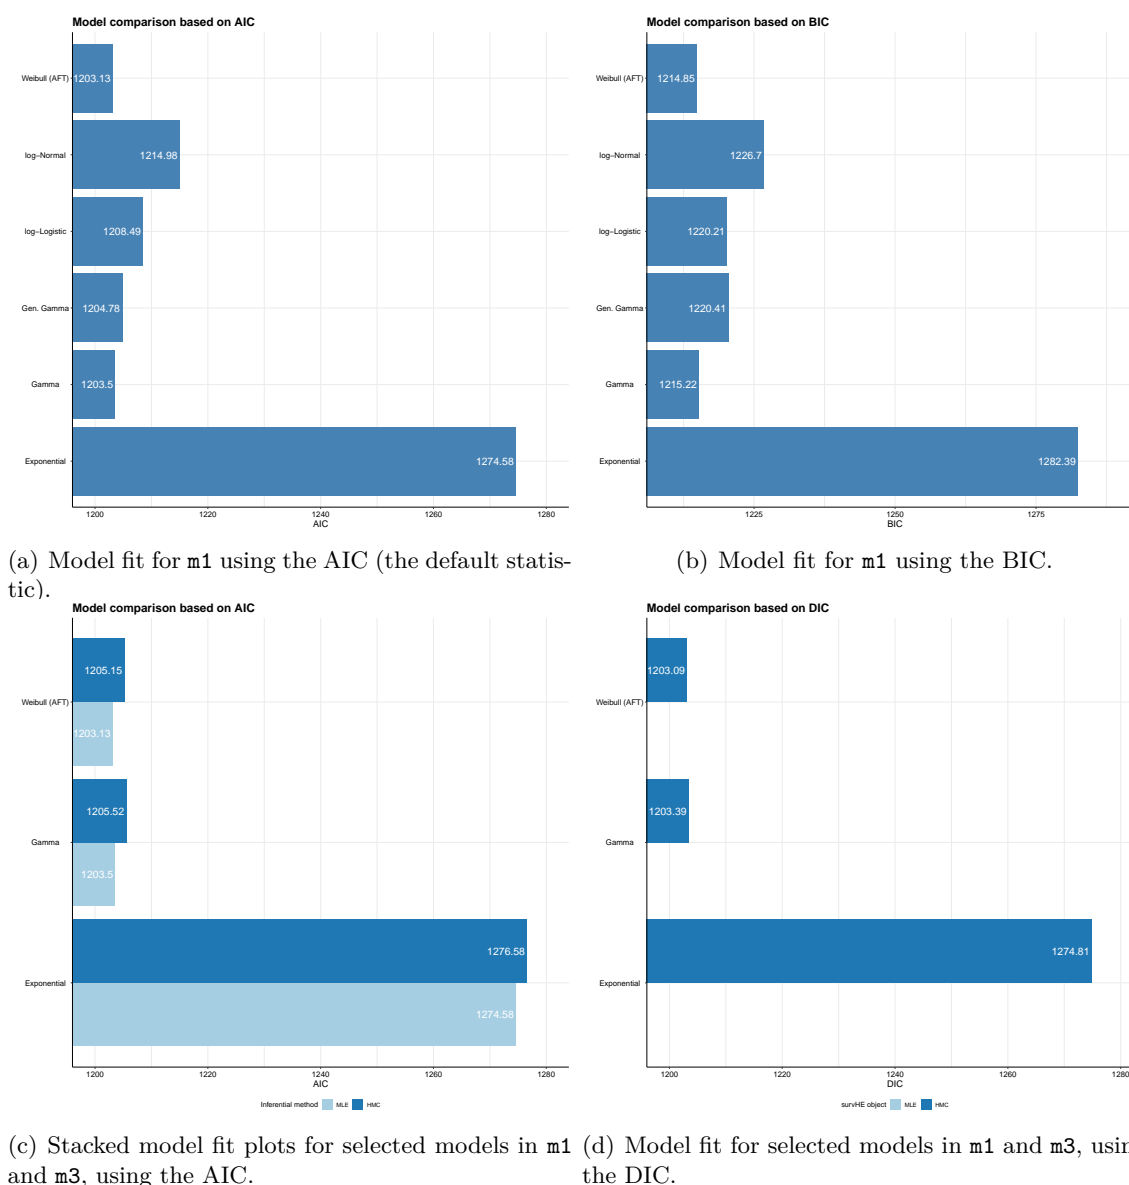 Model comparison based on AIC
Weibull (AFT)
1203.13
log−Normal
1214.98
log−Logistic
1208.49
Gen. Gamma
1204.78
Gamma
1203.5
Exponential
1274.58
1200 1220 1240 1260 1280
AIC
(a) Model fit for m1 using the AIC (the default statis-
tic).
Model comparison based on BIC
Weibull (AFT)
1214.85
log−Normal
1226.7
log−Logistic
1220.21
Gen. Gamma
1220.41
Gamma
1215.22
Exponential
1282.39
1225 1250 1275
BIC
(b) Model fit for m1 using the BIC.
Model comparison based on AIC
1205.15
Weibull (AFT)
1203.13
1205.52
Gamma
1203.5
1276.58
Exponential
1274.58
1200 1220 1240 1260 1280
AIC
Inferential method MLE HMC
(c) Stacked model fit plots for selected models in m1
and m3, using the AIC.
Model comparison based on DIC
1203.09
Weibull (AFT)
1203.39
Gamma
1274.81
Exponential
1200 1220 1240 1260 1280
DIC
survHE object MLE HMC
(d) Model fit for selected models in m1 and m3, usin
the DIC.